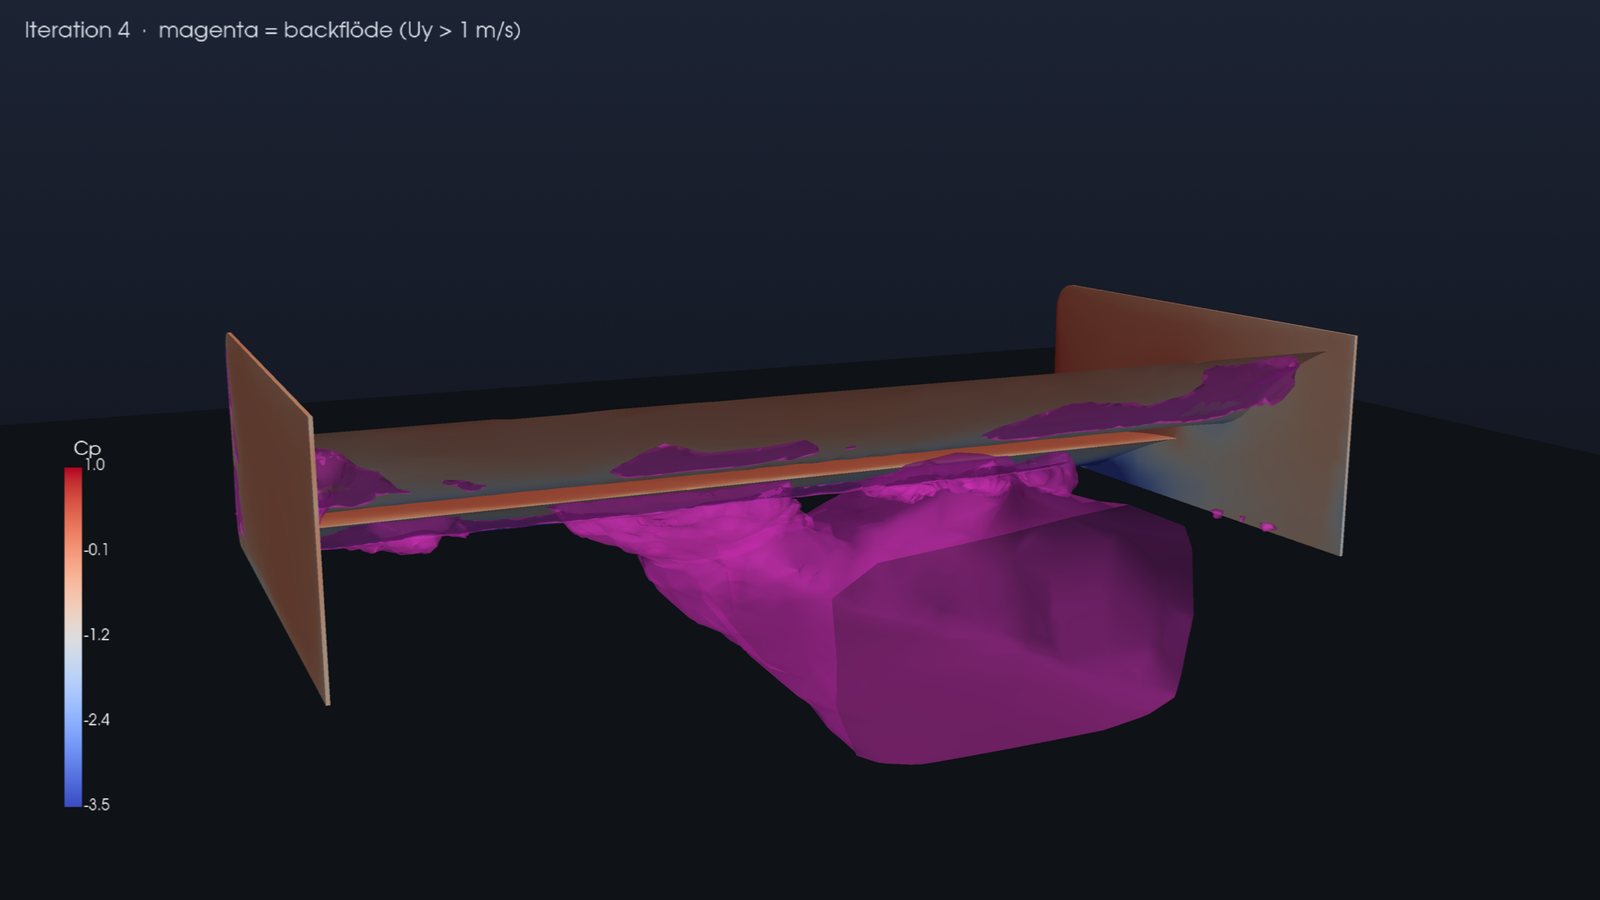 Iteration 4 · magenta = backflöde (Uy > 1 m/s)
Cp
1.0
-0.1
-1.2
-2.4
-3.5